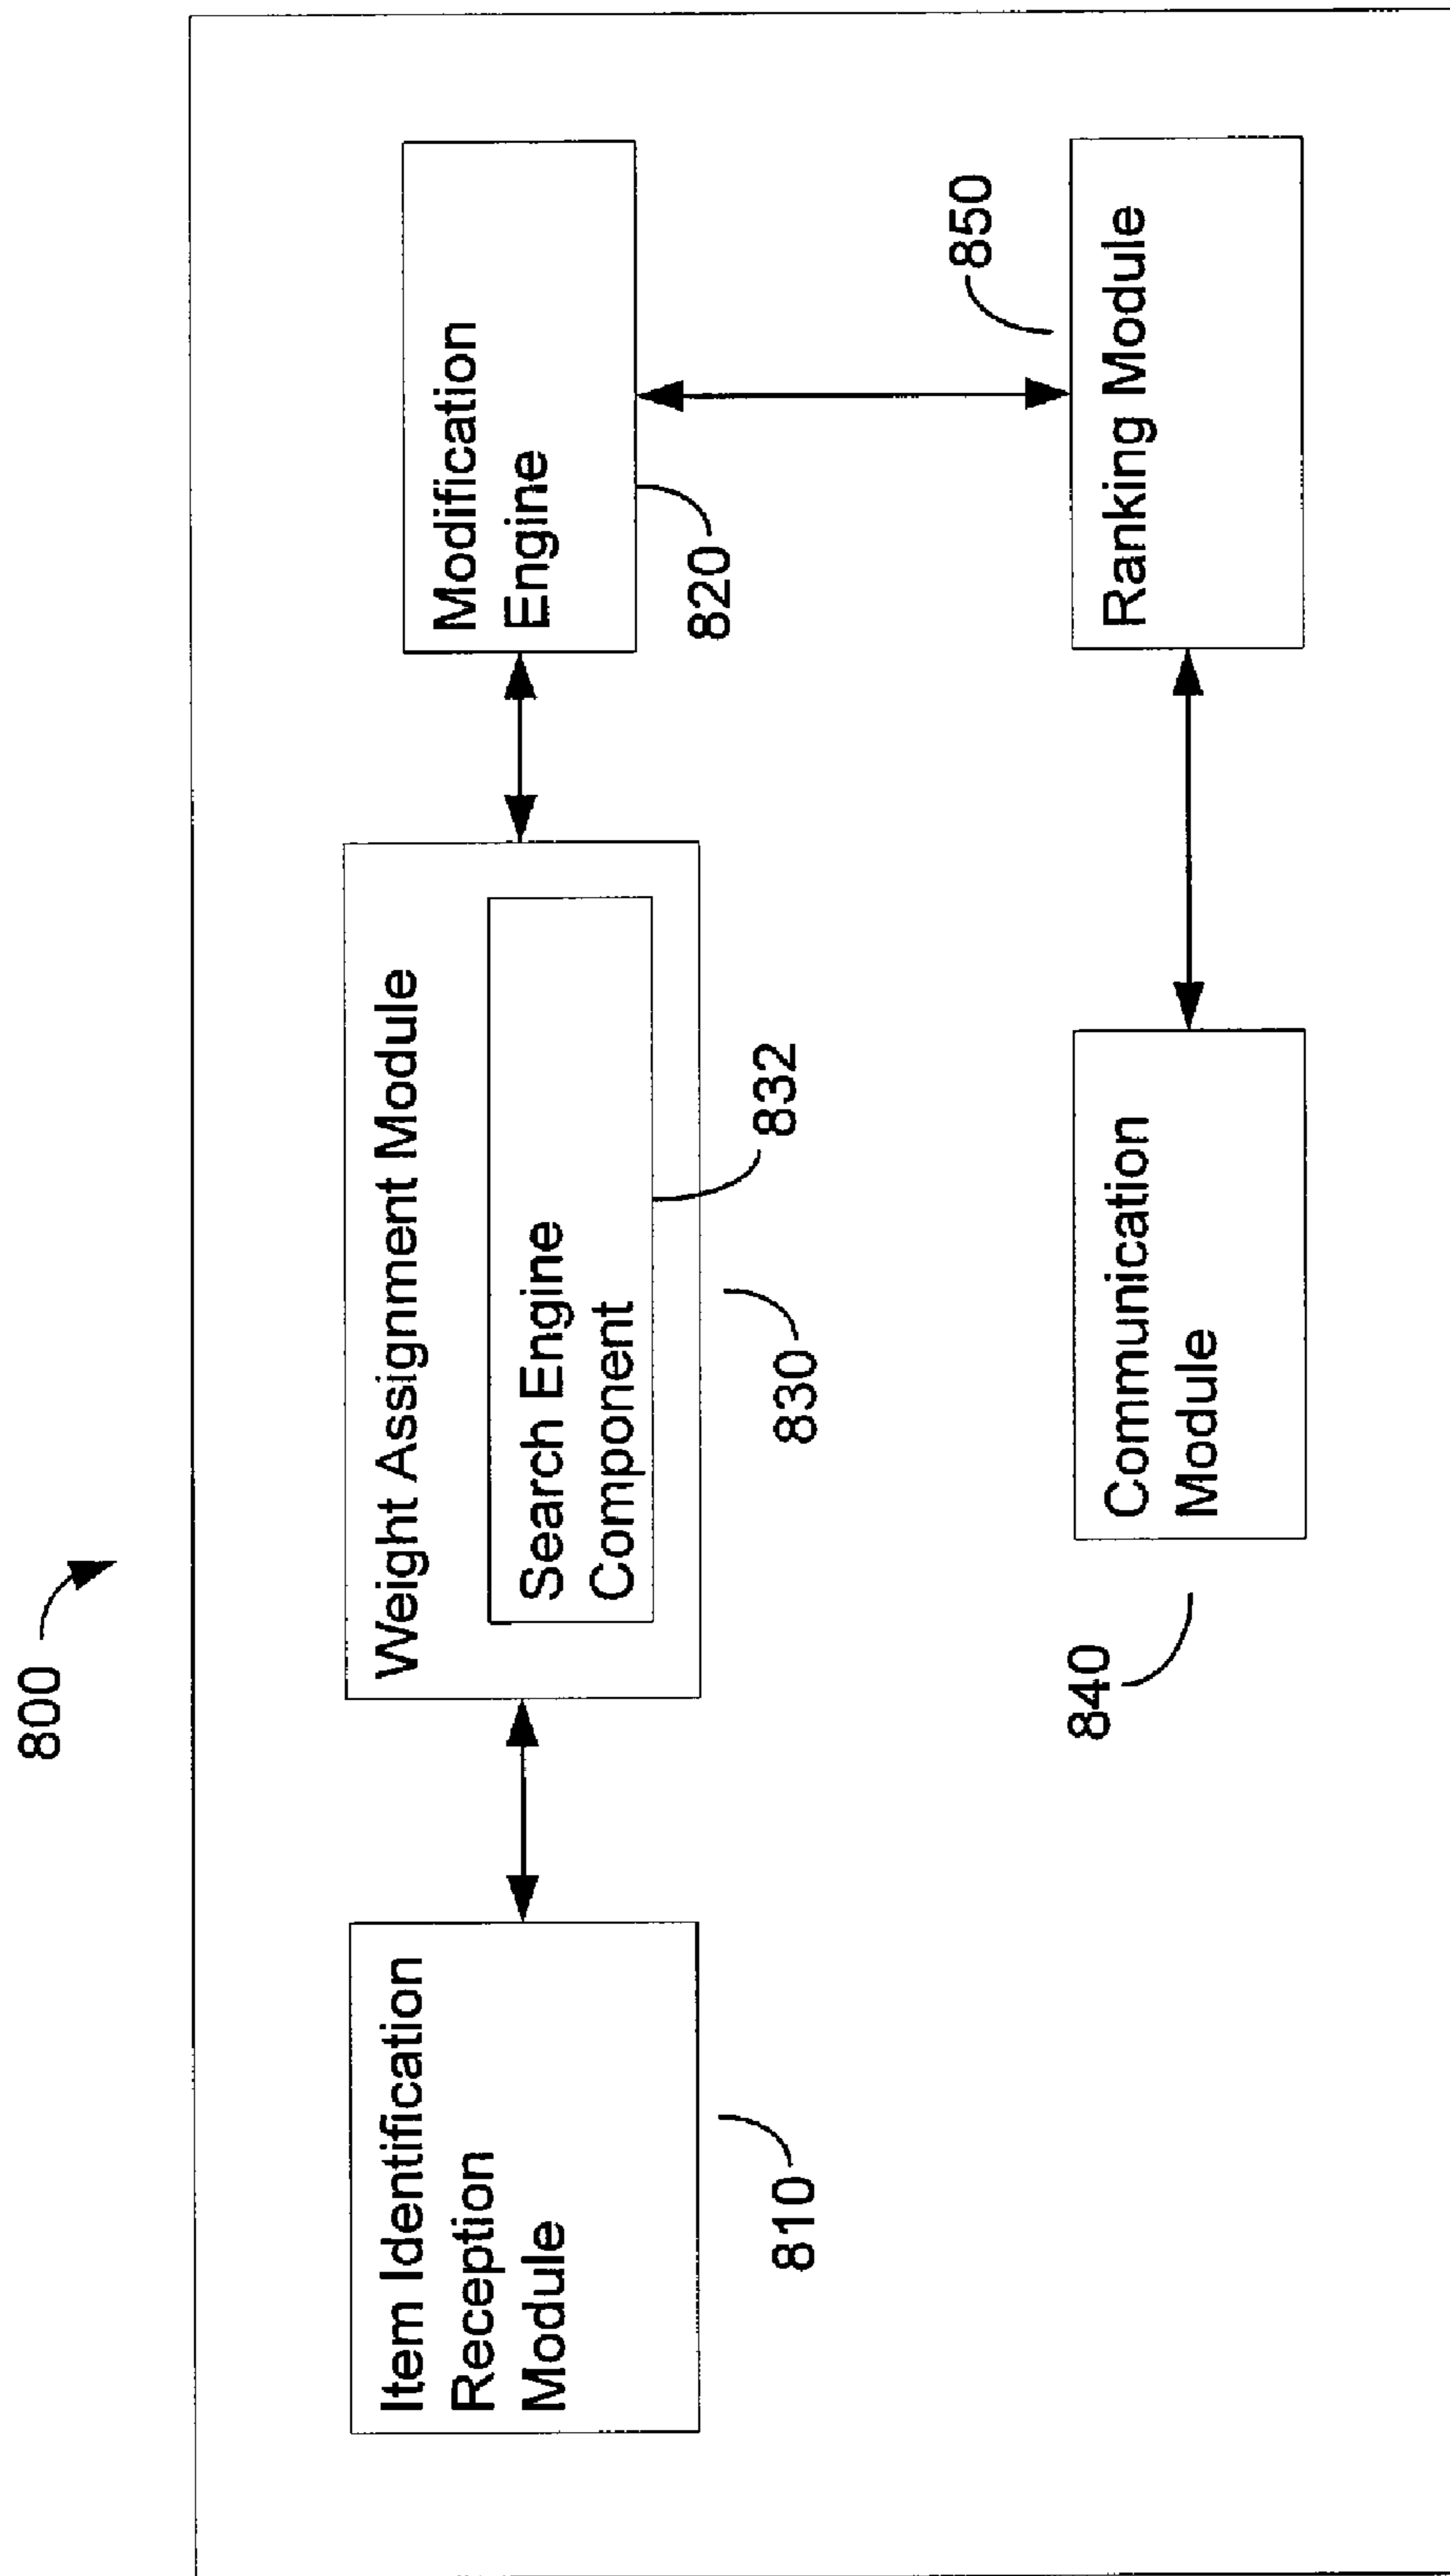 800
Item Identification
Reception
Module
810
Weight Assignment Module
Search Engine
Component
832
830
Modification
Engine
820
850
Ranking Module
Communication
Module
840